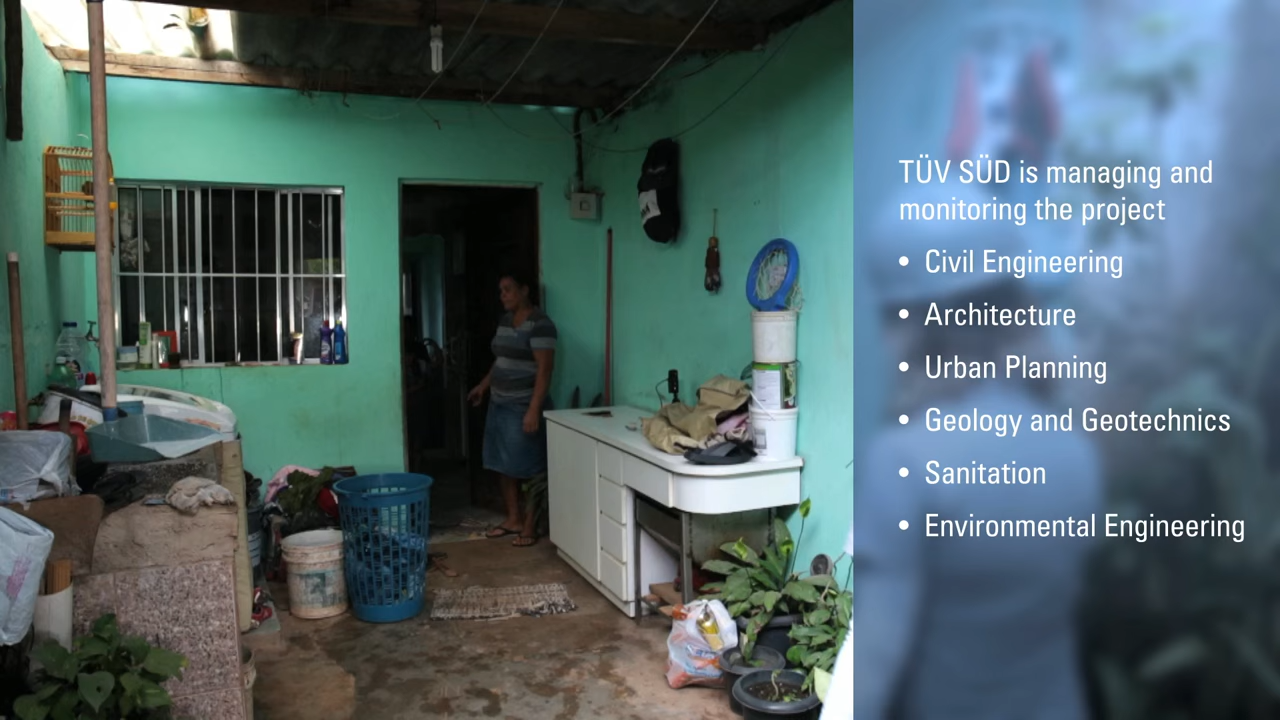 TÜV SÜD is managing and
monitoring the project
• Civil Engineering
• Architecture
• Urban Planning
• Geology and Geotechnics
• Sanitation
• Environmental Engineering